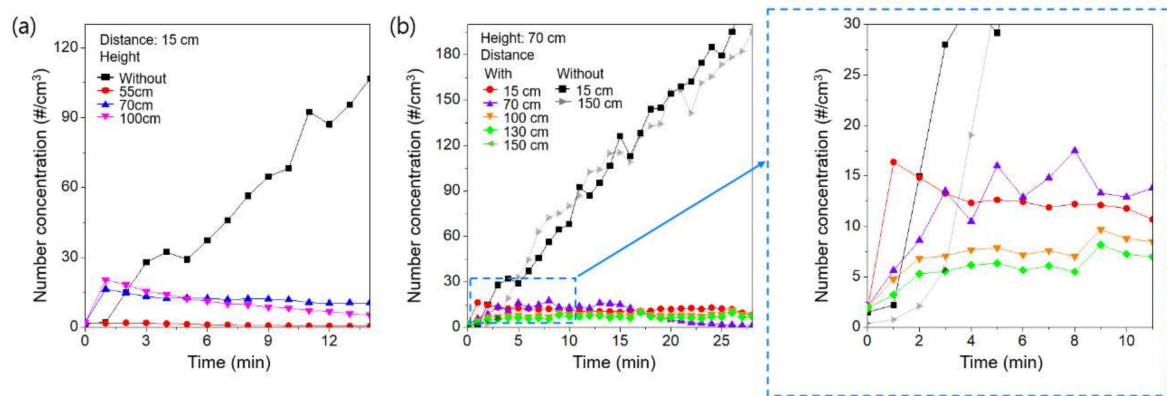 (a)
Number concentration (#/cm³)
120
90
60
30
0
Distance: 15 cm
Height
Without
55cm
70cm
100cm
0 3 6 9 12
Time (min)
(b)
Number concentration (#/cm³)
180
150
120
90
60
30
0
Height: 70 cm
Distance
With Without
15 cm 15 cm
70 cm 150 cm
100 cm
130 cm
150 cm
0 5 10 15 20 25
Time (min)
Number concentration (#/cm³)
30
25
20
15
10
5
0
0 2 4 6 8 10
Time (min)